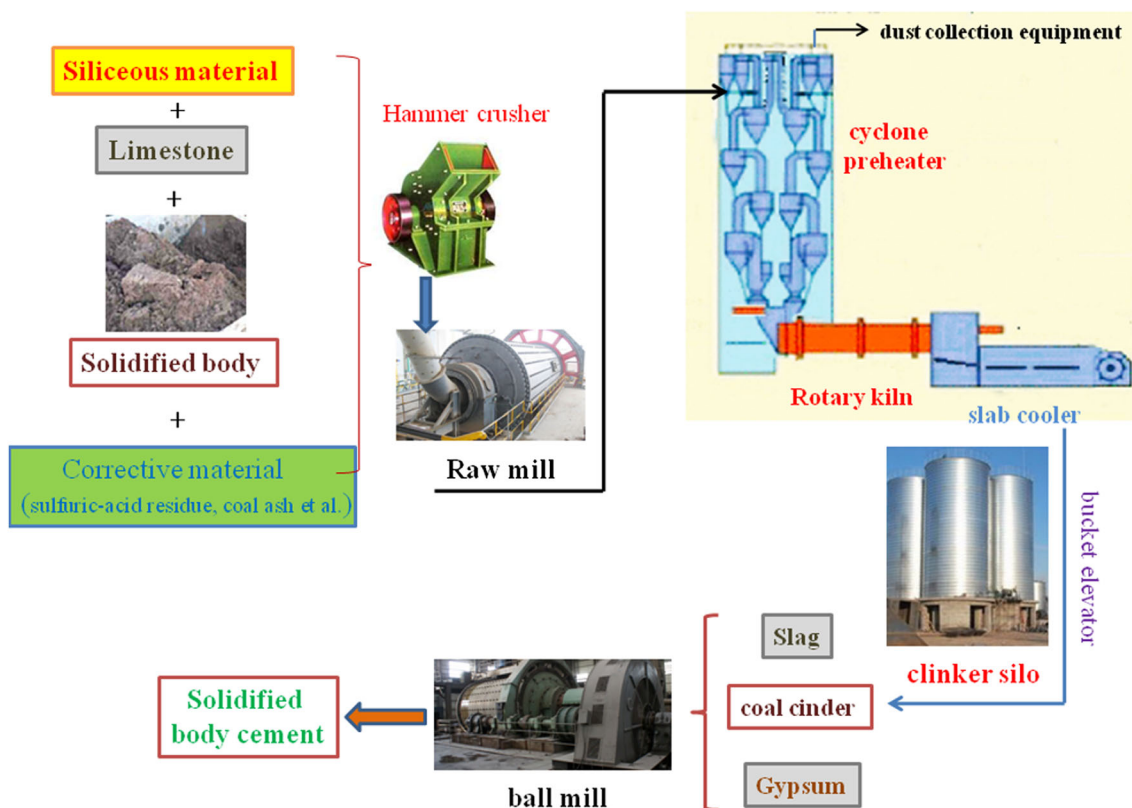 Siliceous material
+
Limestone
+
Solidified body
+
Corrective material
(sulfuric-acid residue, coal ash et al.)
Hammer crusher
Raw mill
dust collection equipment
cyclone
preheater
Rotary kiln
slab cooler
bucket elevator
clinker silo
Slag
coal cinder
Gypsum
ball mill
Solidified
body cement